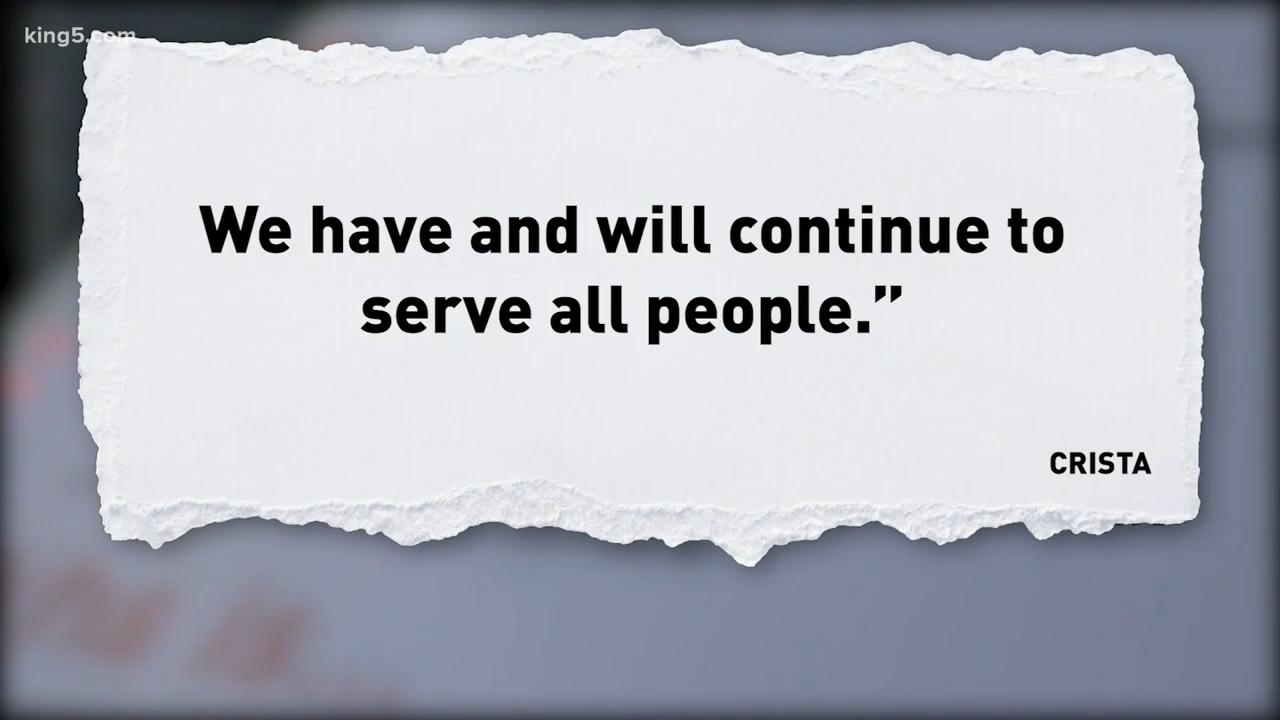 king5.com
We have and will continue to
serve all people.”
CRISTA